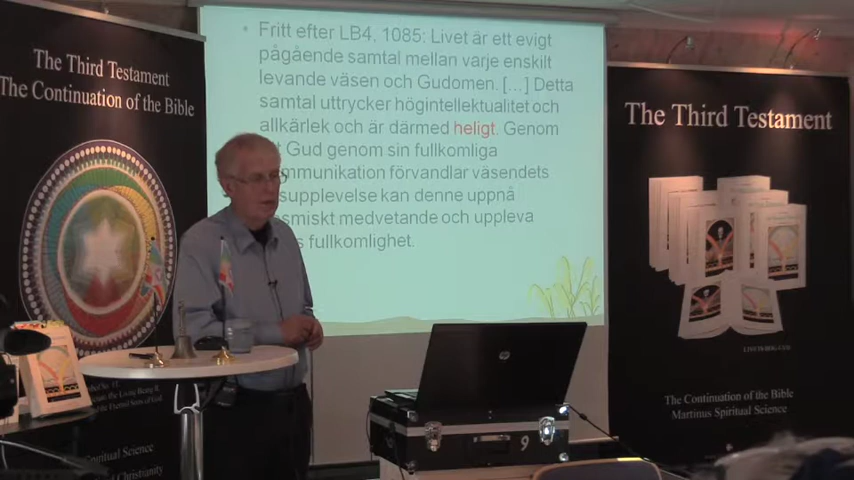 Fritt efter LB4, 1085: Livet är ett evigt
pågående samtal mellan varje enskilt
levande väsen och Gudomen. […] Detta
samtal uttrycker högintellektualitet och
allkärlek och är därmed heligt. Genom
Gud genom sin fullkomliga
kommunikation förvandlar väsendets
supplevelse kan denne uppnå
smiskt medvetande och uppleva
s fullkomlighet.
The Third Testament
The Continuation of the Bible
Spiritual Science
Christianity
The Third Testament
The Continuation of the Bible
Martinus Spiritual Science
9